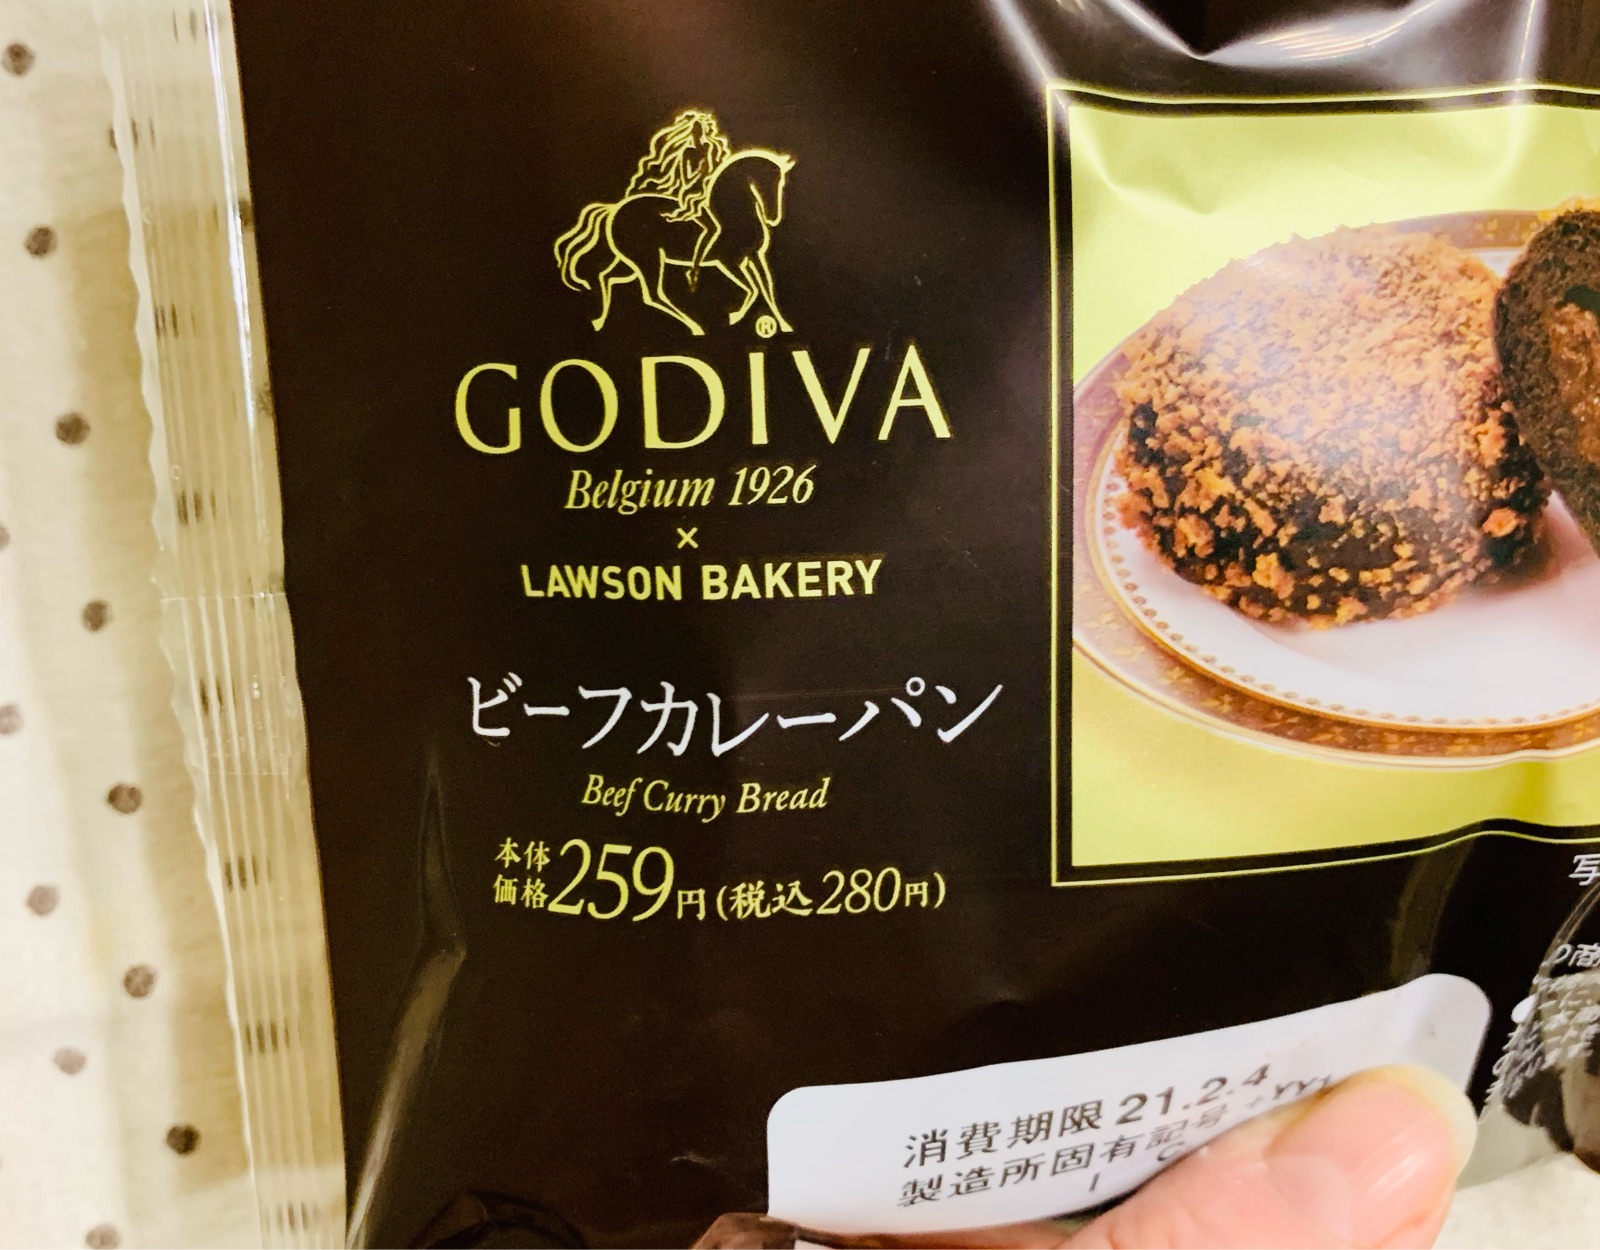 ®
GODIVA
Belgium 1926
×
LAWSON BAKERY
ビーフカレーパン
Beef Curry Bread
本体価格259円(税込280円)
写
消費期限 21.2.4
製造所固有記号 +YY1